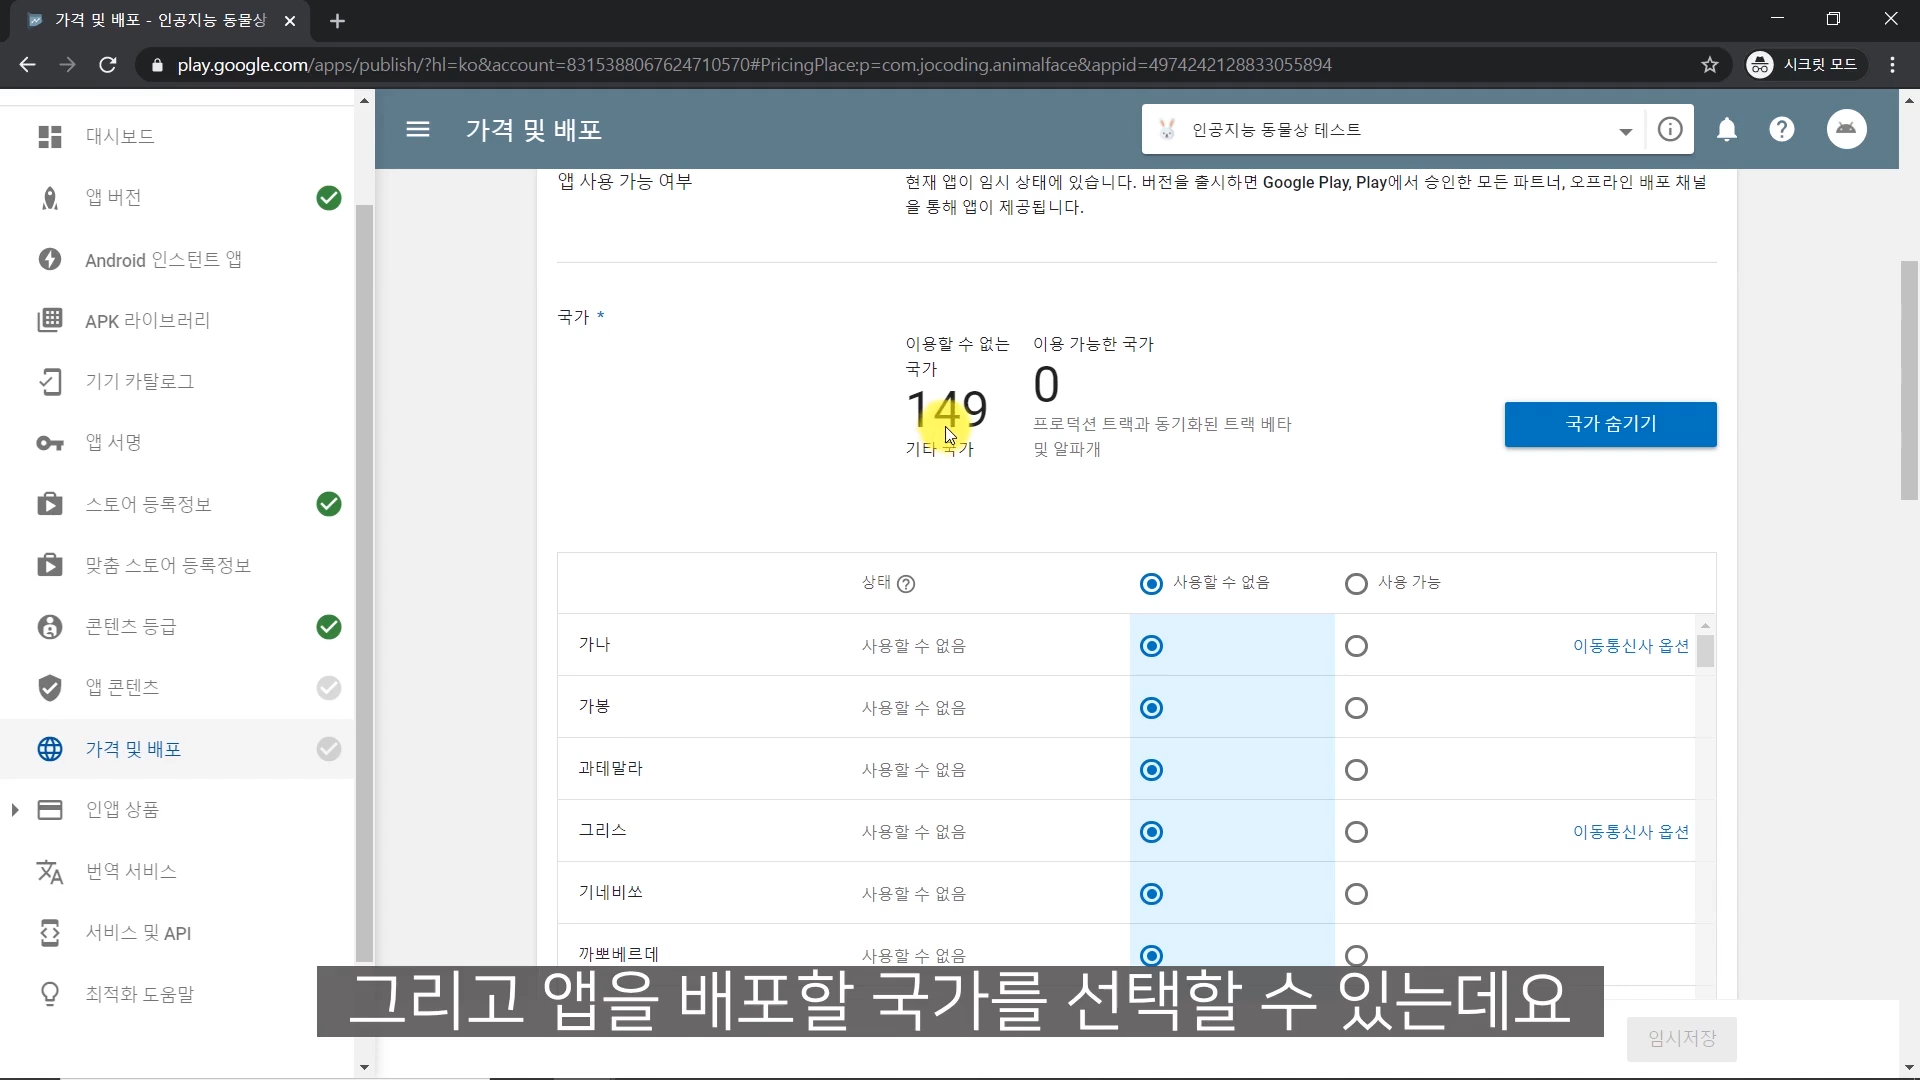 가격 및 배포 - 인공지능 동물상
play.google.com/apps/publish/?hl=ko&account=8315388067624710570#PricingPlace:p=com.jocoding.animalface&appid=4974242128833055894
시크릿 모드
대시보드
앱 버전
Android 인스턴트 앱
APK 라이브러리
기기 카탈로그
앱 서명
스토어 등록정보
맞춤 스토어 등록정보
콘텐츠 등급
앱 콘텐츠
가격 및 배포
인앱 상품
번역 서비스
서비스 및 API
최적화 도움말
가격 및 배포
인공지능 동물상 테스트
앱 사용 가능 여부
현재 앱이 임시 상태에 있습니다. 버전을 출시하면 Google Play, Play에서 승인한 모든 파트너, 오프라인 배포 채널
을 통해 앱이 제공됩니다.
국가 *
이용할 수 없는
국가
149
기타 국가
이용 가능한 국가
0
프로덕션 트랙과 동기화된 트랙 베타
및 알파개
국가 숨기기
상태 사용할 수 없음 사용 가능
가나 사용할 수 없음 이동통신사 옵션
가봉 사용할 수 없음
과테말라 사용할 수 없음
그리스 사용할 수 없음 이동통신사 옵션
기네비쏘 사용할 수 없음
까뽀베르데 사용할 수 없음
그리고 앱을 배포할 국가를 선택할 수 있는데요
임시저장